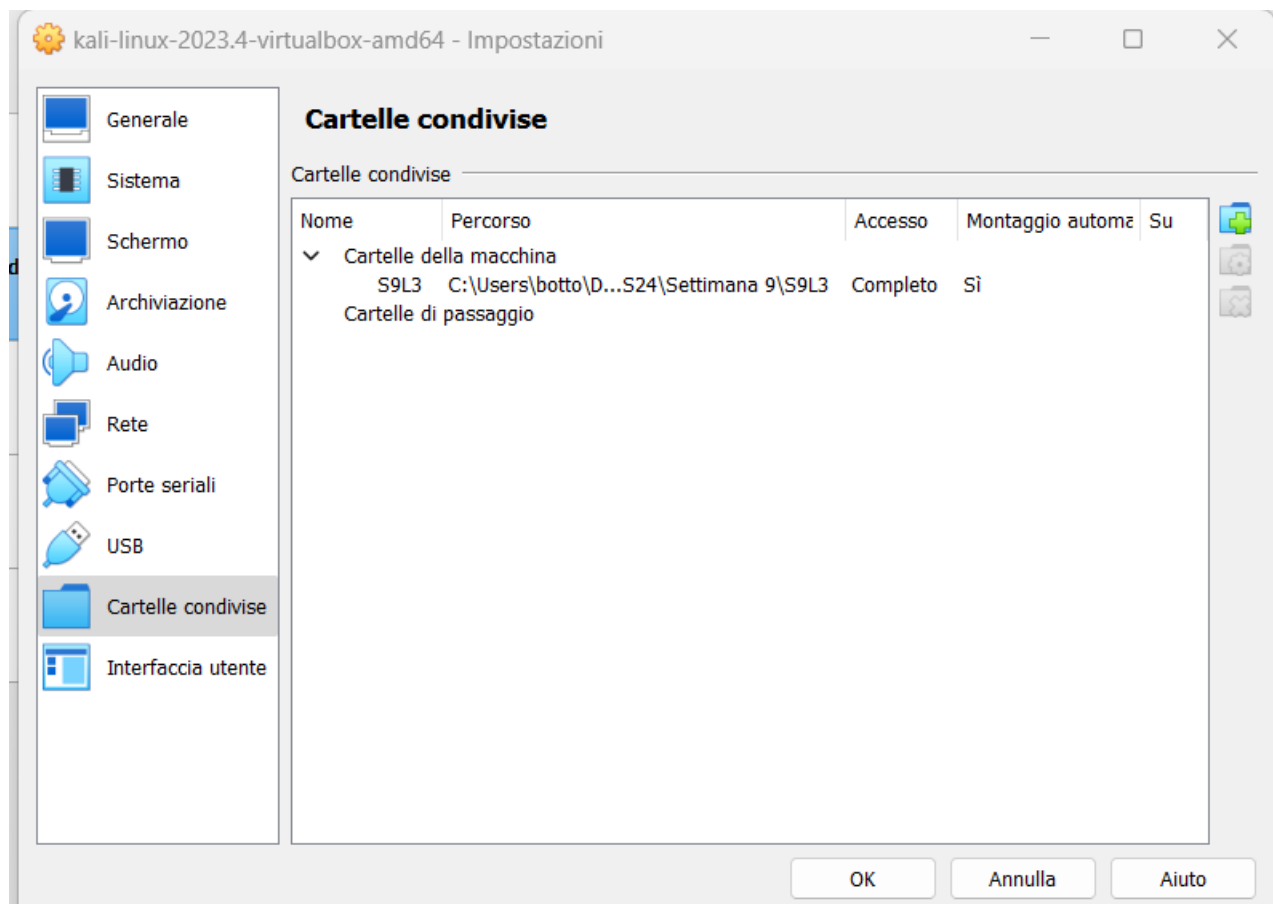 kali-linux-2023.4-virtualbox-amd64 - Impostazioni
Generale
Sistema
Schermo
Archiviazione
Audio
Rete
Porte seriali
USB
Cartelle condivise
Interfaccia utente
Cartelle condivise
Cartelle condivise
Nome Percorso Accesso Montaggio automa Su
Cartelle della macchina
S9L3 C:\Users\botto\D...S24\Settimana 9\S9L3 Completo Sì
Cartelle di passaggio
OK Annulla Aiuto